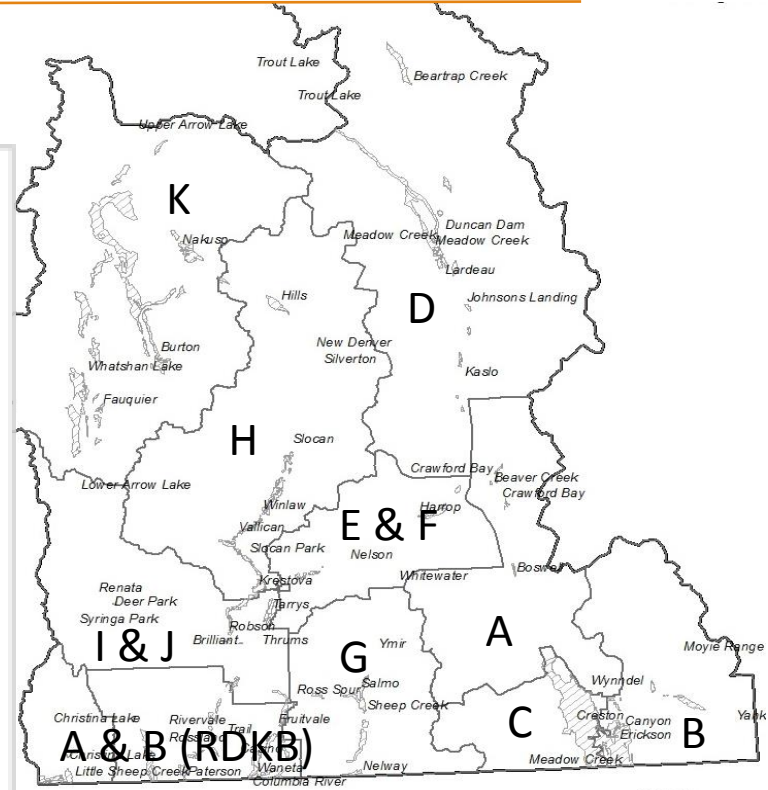 Trout Lake
Beartrap Creek
Trout Lake
Upper Arrow Lake
K
Duncan Dam
Meadow Creek
Meadow Creek
Nakusp
Lardeau
Hills
Johnsons Landing
D
New Denver
Burton
Silverton
Whatshan Lake
Kaslo
Fauquier
H
Slocan
Crawford Bay
Beaver Creek
Lower Arrow Lake
Crawford Bay
Winlaw
Harrop
E & F
Vallican
Slocan Park
Nelson
Boswell
Whitewater
Krestova
Renata
Deer Park
Tarrys
Syringa Park
Robson
A
Brilliant
Thrums
Ymir
I & J
G
Moyie Range
Salmo
Wynndel
Ross Spur
Sheep Creek
Christina Lake
Rivervale
Fruitvale
C
Creston
Canyon
Yahk
Rossland
Trail
Erickson
B
A & B (RDKB)
Christina Lake
Casino
Meadow Creek
Little Sheep Creek
Paterson
Waneta
Nelway
Columbia River